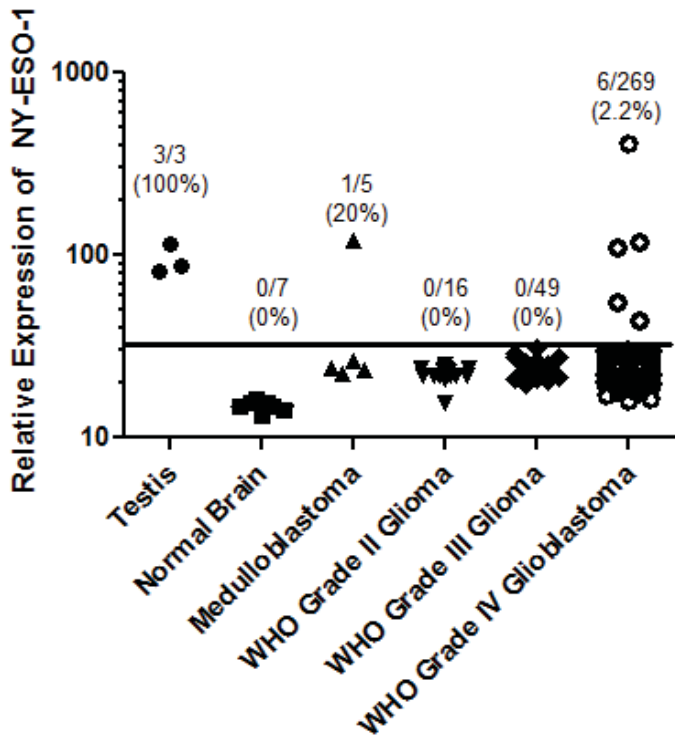 Relative Expression of NY-ESO-1
1000
100
10
3/3
(100%)
0/7
(0%)
1/5
(20%)
0/16
(0%)
0/49
(0%)
6/269
(2.2%)
Testis
Normal Brain
Medulloblastoma
WHO Grade II Glioma
WHO Grade III Glioma
WHO Grade IV Glioblastoma